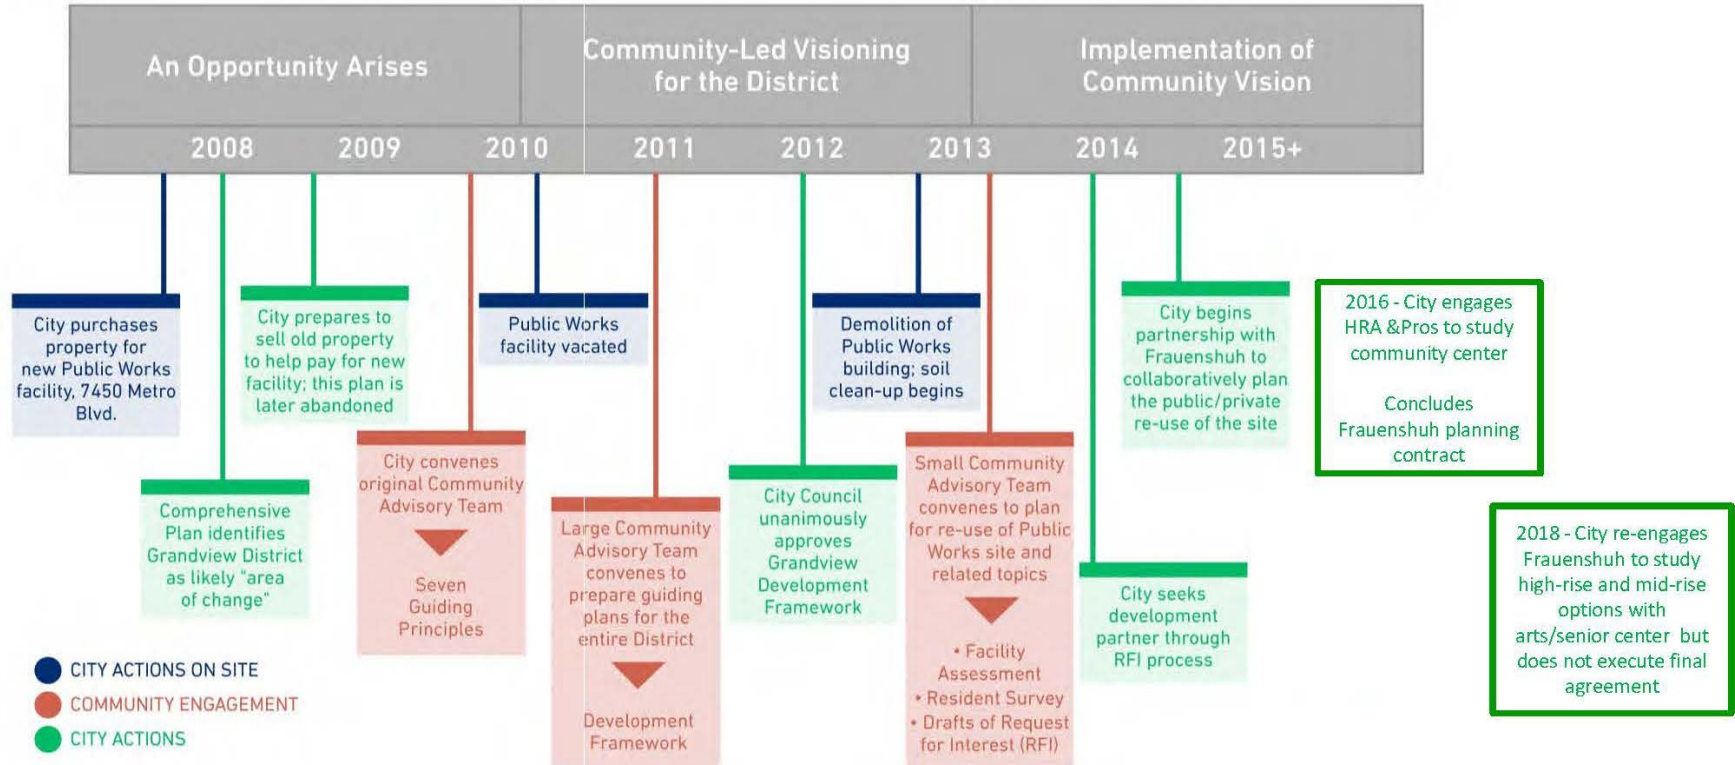 An Opportunity Arises
Community-Led Visioning
for the District
Implementation of
Community Vision
2008
2009
2010
2011
2012
2013
2014
2015+
City purchases
property for
new Public Works
facility, 7450 Metro
Blvd.
Comprehensive
Plan identifies
Grandview District
as likely "area
of change"
City prepares to
sell old property
to help pay for new
facility; this plan is
later abandoned
City convenes
original Community
Advisory Team
Seven
Guiding
Principles
Public Works
facility vacated
Large Community
Advisory Team
convenes to
prepare guiding
plans for the
entire District
Development
Framework
City Council
unanimously
approves
Grandview
Development
Framework
Demolition of
Public Works
building; soil
clean-up begins
Small Community
Advisory Team
convenes to plan
for re-use of Public
Works site and
related topics
• Facility
Assessment
• Resident Survey
• Drafts of Request
for Interest (RFI)
City seeks
development
partner through
RFI process
City begins
partnership with
Frauenshuh to
collaboratively plan
the public/private
re-use of the site
2016 - City engages
HRA &Pros to study
community center
Concludes
Frauenshuh planning
contract
2018 - City re-engages
Frauenshuh to study
high-rise and mid-rise
options with
arts/senior center but
does not execute final
agreement
CITY ACTIONS ON SITE
COMMUNITY ENGAGEMENT
CITY ACTIONS